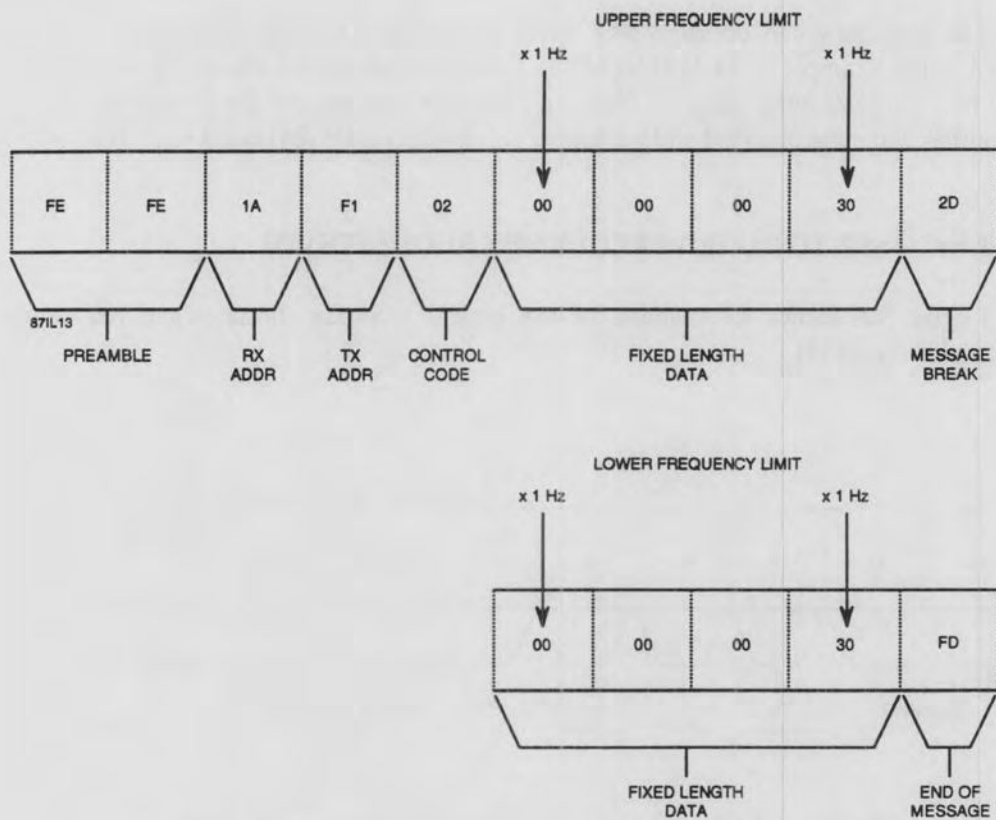 UPPER FREQUENCY LIMIT
x 1 Hz x 1 Hz
FE FE 1A F1 02 00 00 00 30 2D
871L13
PREAMBLE RX ADDR TX ADDR CONTROL CODE FIXED LENGTH DATA MESSAGE BREAK
LOWER FREQUENCY LIMIT
x 1 Hz x 1 Hz
00 00 00 30 FD
FIXED LENGTH DATA END OF MESSAGE